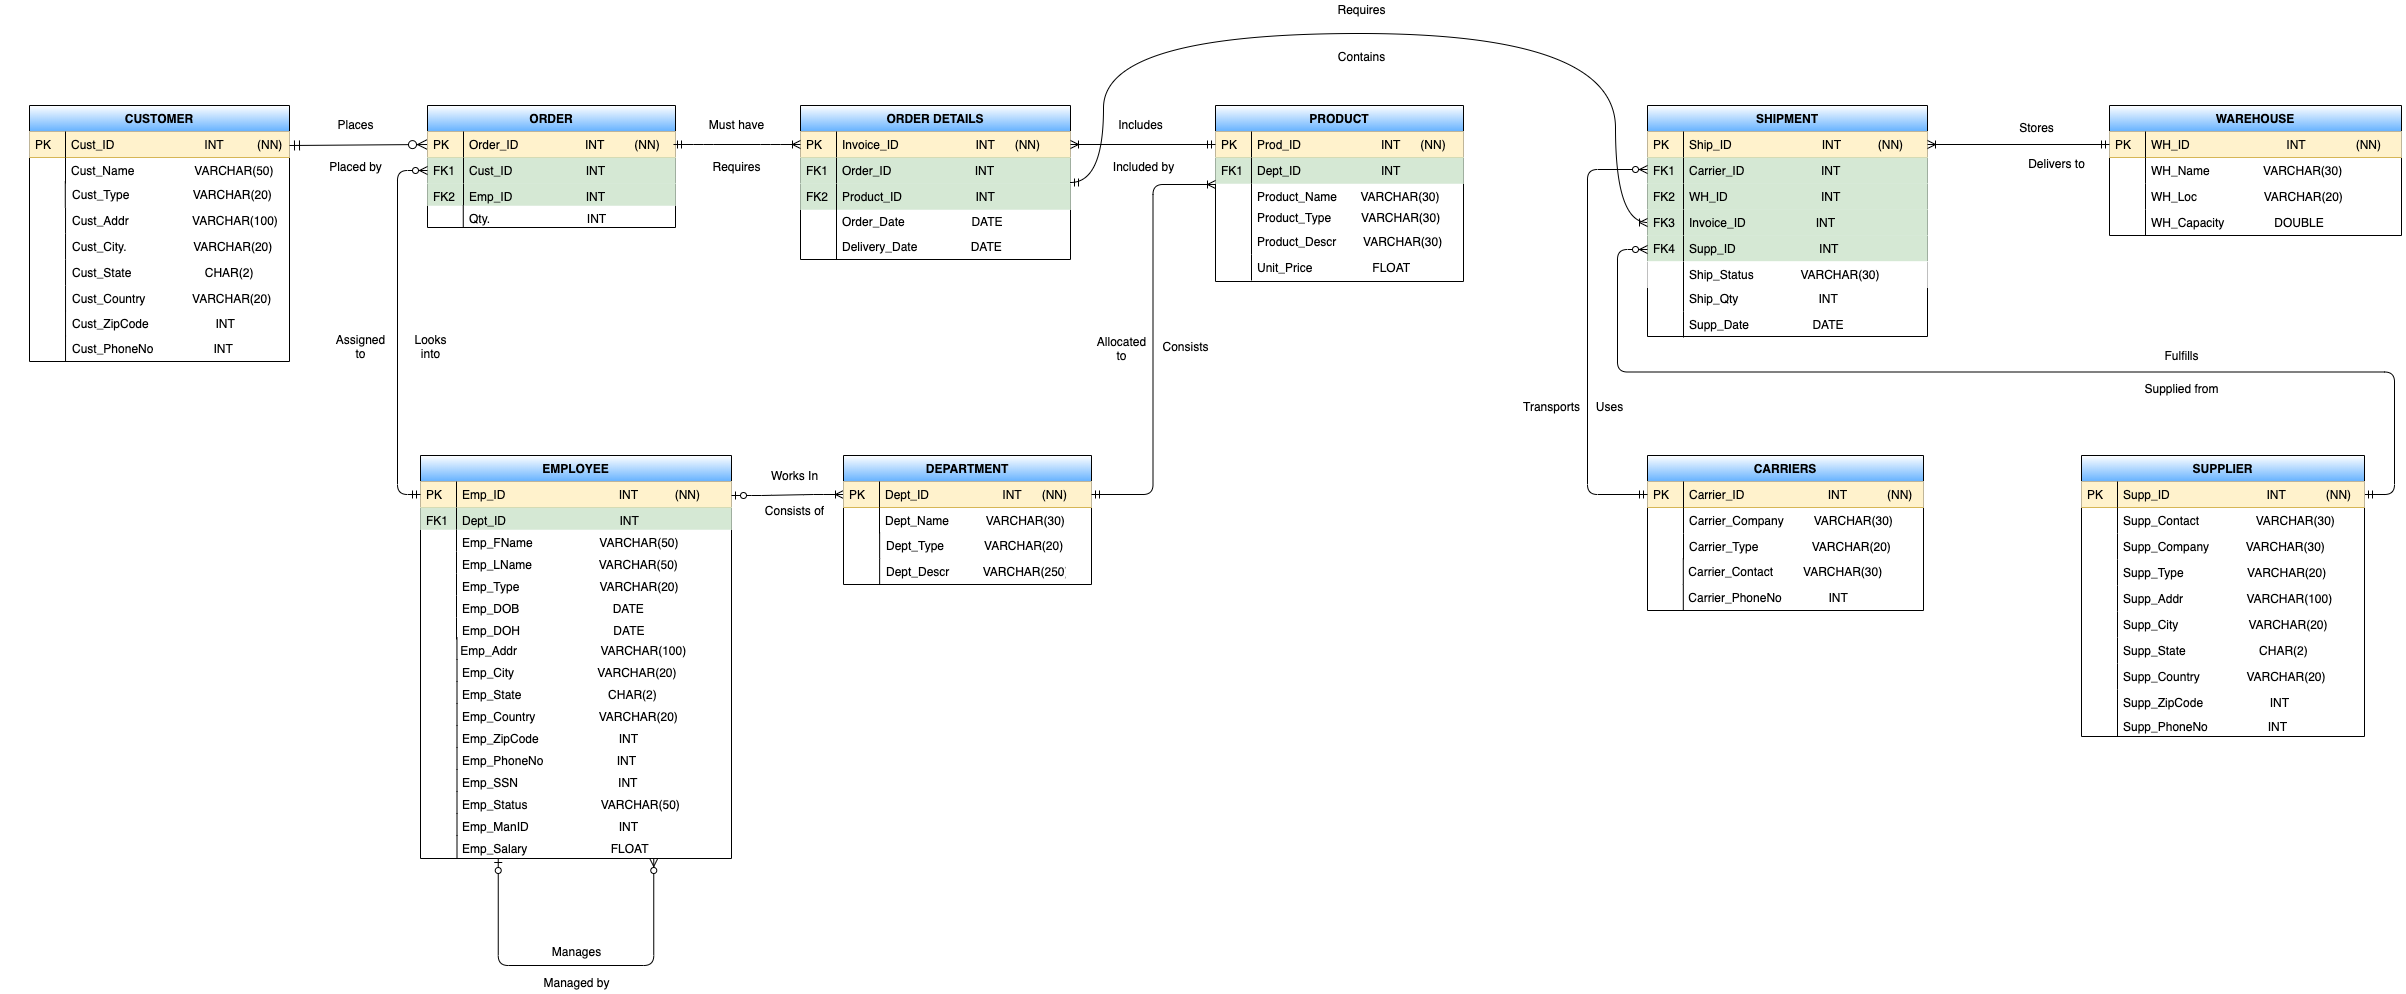 Requires
Contains
CUSTOMER
PK Cust_ID INT (NN)
Cust_Name VARCHAR(50)
Cust_Type VARCHAR(20)
Cust_Addr VARCHAR(100)
Cust_City. VARCHAR(20)
Cust_State CHAR(2)
Cust_Country VARCHAR(20)
Cust_ZipCode INT
Cust_PhoneNo INT
Places
Placed by
ORDER
PK Order_ID INT (NN)
FK1 Cust_ID INT
FK2 Emp_ID INT
Qty. INT
Must have
Requires
ORDER DETAILS
PK Invoice_ID INT (NN)
FK1 Order_ID INT
FK2 Product_ID INT
Order_Date DATE
Delivery_Date DATE
Includes
Included by
PRODUCT
PK Prod_ID INT (NN)
FK1 Dept_ID INT
Product_Name VARCHAR(30)
Product_Type VARCHAR(30)
Product_Descr VARCHAR(30)
Unit_Price FLOAT
SHIPMENT
PK Ship_ID INT (NN)
FK1 Carrier_ID INT
FK2 WH_ID INT
FK3 Invoice_ID INT
FK4 Supp_ID INT
Ship_Status VARCHAR(30)
Ship_Qty INT
Supp_Date DATE
Stores
Delivers to
WAREHOUSE
PK WH_ID INT (NN)
WH_Name VARCHAR(30)
WH_Loc VARCHAR(20)
WH_Capacity DOUBLE
Assigned
to
Looks
into
Allocated
to
Consists
Fulfills
Supplied from
Transports
Uses
EMPLOYEE
PK Emp_ID INT (NN)
FK1 Dept_ID INT
Emp_FName VARCHAR(50)
Emp_LName VARCHAR(50)
Emp_Type VARCHAR(20)
Emp_DOB DATE
Emp_DOH DATE
Emp_Addr VARCHAR(100)
Emp_City VARCHAR(20)
Emp_State CHAR(2)
Emp_Country VARCHAR(20)
Emp_ZipCode INT
Emp_PhoneNo INT
Emp_SSN INT
Emp_Status VARCHAR(50)
Emp_ManID INT
Emp_Salary FLOAT
Works In
Consists of
DEPARTMENT
PK Dept_ID INT (NN)
Dept_Name VARCHAR(30)
Dept_Type VARCHAR(20)
Dept_Descr VARCHAR(250)
CARRIERS
PK Carrier_ID INT (NN)
Carrier_Company VARCHAR(30)
Carrier_Type VARCHAR(20)
Carrier_Contact VARCHAR(30)
Carrier_PhoneNo INT
SUPPLIER
PK Supp_ID INT (NN)
Supp_Contact VARCHAR(30)
Supp_Company VARCHAR(30)
Supp_Type VARCHAR(20)
Supp_Addr VARCHAR(100)
Supp_City VARCHAR(20)
Supp_State CHAR(2)
Supp_Country VARCHAR(20)
Supp_ZipCode INT
Supp_PhoneNo INT
Manages
Managed by